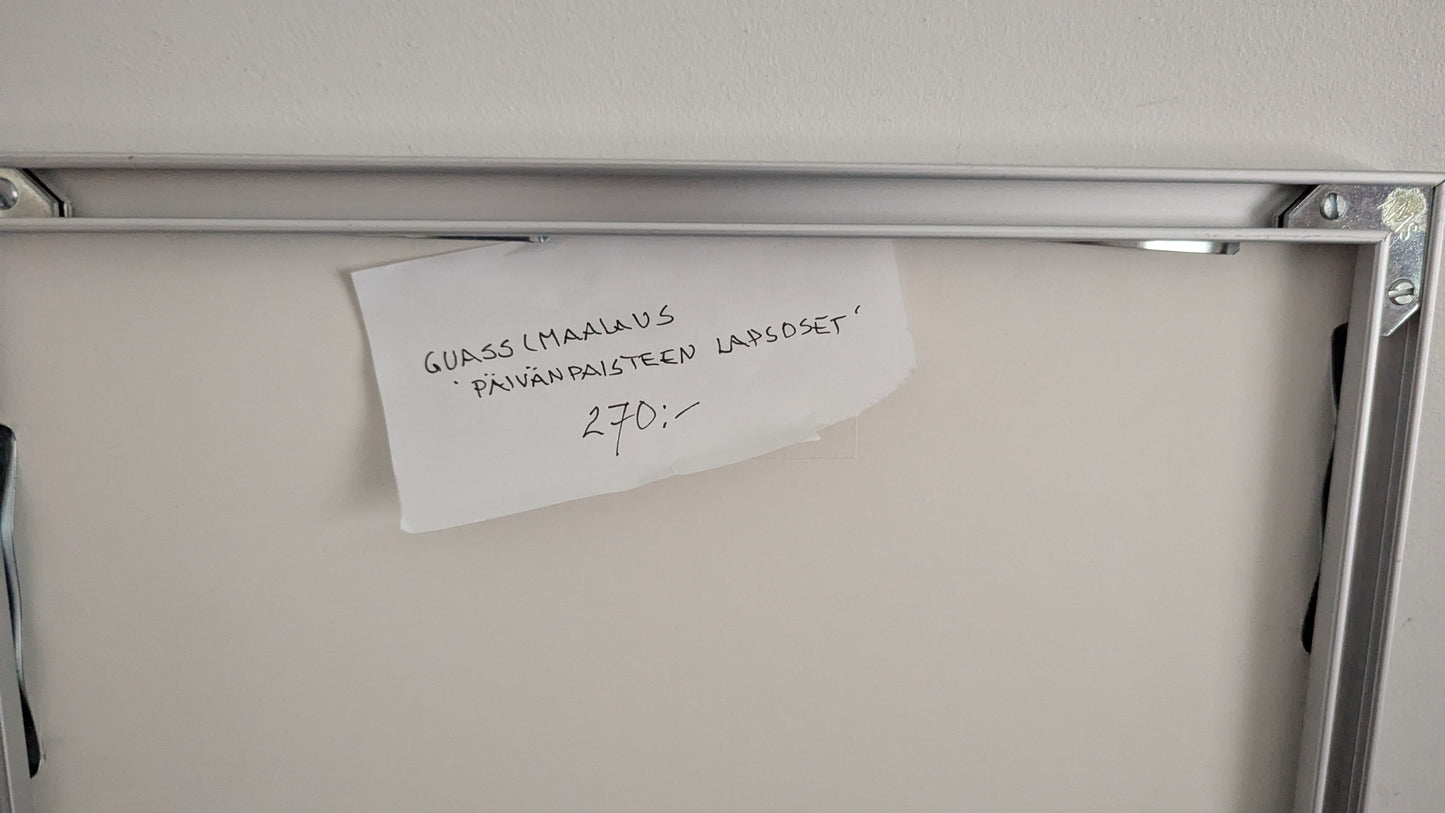 GUASSIMAALAUS
'PÄIVÄNPAISTEEN LAPSOSET'
270:-